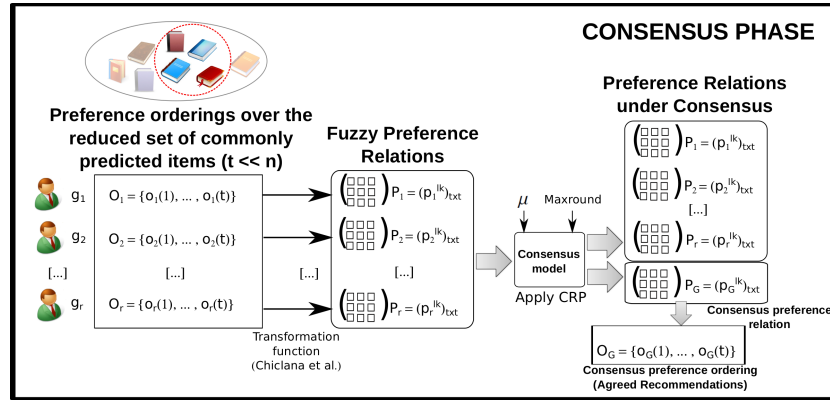 CONSENSUS PHASE
Preference orderings over the
reduced set of commonly
predicted items (t << n)
g1
O1 = {o1(1), ... , o1(t)}
g2
O2 = {o2(1), ... , o2(t)}
[...]
[...]
gr
Or = {or(1), ... , or(t)}
[...]
Transformation
function
(Chiclana et al.)
Fuzzy Preference
Relations
P1 = (p1lk)txt
P2 = (p2lk)txt
[...]
Pr = (prlk)txt
μ
Maxround
Consensus
model
Apply CRP
Preference Relations
under Consensus
P1 = (p1lk)txt
P2 = (p2lk)txt
[...]
Pr = (prlk)txt
PG = (pGlk)txt
Consensus preference
relation
OG = {oG(1), ... , oG(t)}
Consensus preference ordering
(Agreed Recommendations)